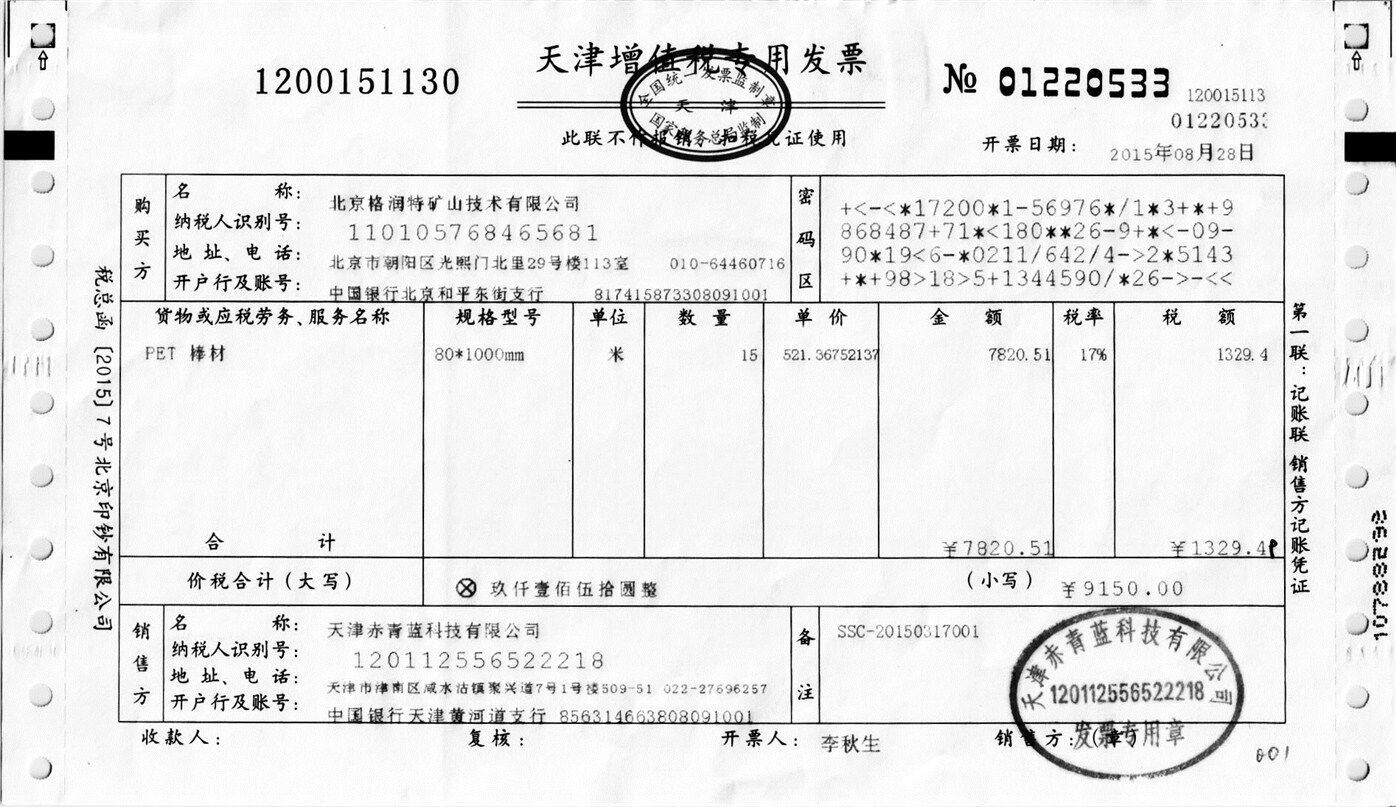 天津增值税专用发票
1200151130
№ 01220533
120015113
01220533
此联不作报销、扣税凭证使用
开票日期: 2015年08月28日
全国统一发票监制章
天津
国家税务总局监制
购买方
名称: 北京格润特矿山技术有限公司
纳税人识别号: 110105768465681
地址、电话: 北京市朝阳区光熙门北里29号楼113室 010-64460716
开户行及账号: 中国银行北京和平东街支行 817415873308091001
密码区
+<-<*17200*1-56976*/1*3+*+9
868487+71*<180**26-9+*<-09-
90*19<6-*0211/642/4->2*5143
+*+98>18>5+1344590/*26->-<<
货物或应税劳务、服务名称 规格型号 单位 数量 单价 金额 税率 税额
PET 棒材 80*1000mm 米 15 521.36752137 7820.51 17% 1329.4
合计 ¥7820.51 ¥1329.49
价税合计(大写) ⊗ 玖仟壹佰伍拾圆整 (小写) ¥9150.00
销售方
名称: 天津赤青蓝科技有限公司
纳税人识别号: 120112556522218
地址、电话: 天津市津南区咸水沽镇聚兴道7号1号楼509-51 022-27696257
开户行及账号: 中国银行天津黄河道支行 856314663808091001
备注
SSC-20150317001
天津赤青蓝科技有限公司
120112556522218
发票专用章
收款人: 复核: 开票人: 李秋生 销售方: (章)
001
税总函[2015]7号北京印钞有限公司
第一联:记账联 销售方记账凭证